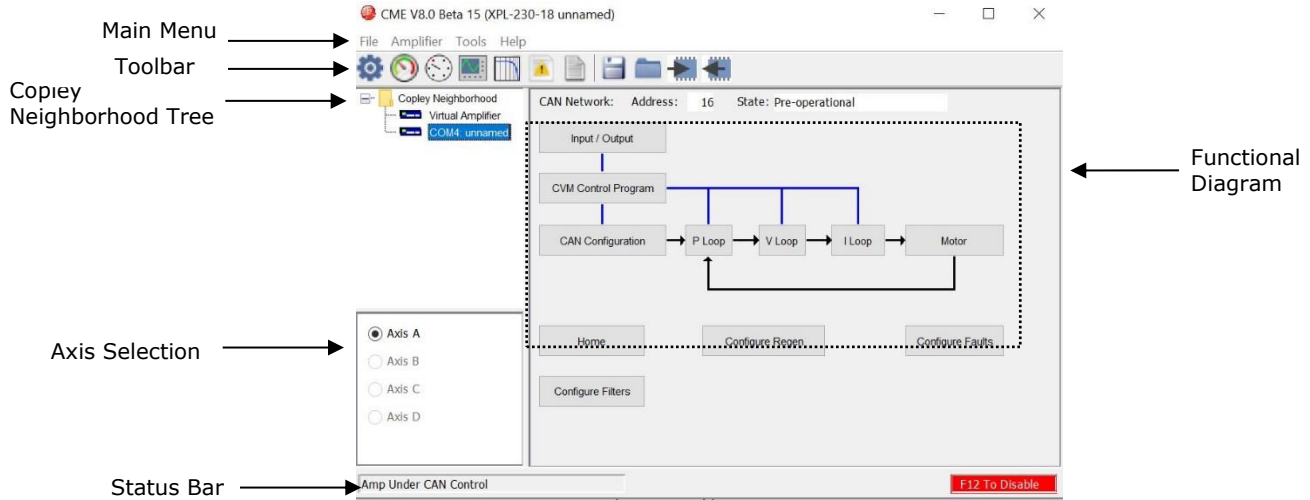 CME V8.0 Beta 15 (XPL-230-18 unnamed)
Main Menu
File Amplifier Tools Help
Toolbar
Copley
Neighborhood Tree
Copley Neighborhood
Virtual Amplifier
COM4: unnamed
CAN Network: Address: 16 State: Pre-operational
Input / Output
CVM Control Program
CAN Configuration
P Loop
V Loop
I Loop
Motor
Functional
Diagram
Home
Configure Regen
Configure Faults
Configure Filters
Axis Selection
Axis A
Axis B
Axis C
Axis D
Status Bar
Amp Under CAN Control
F12 To Disable